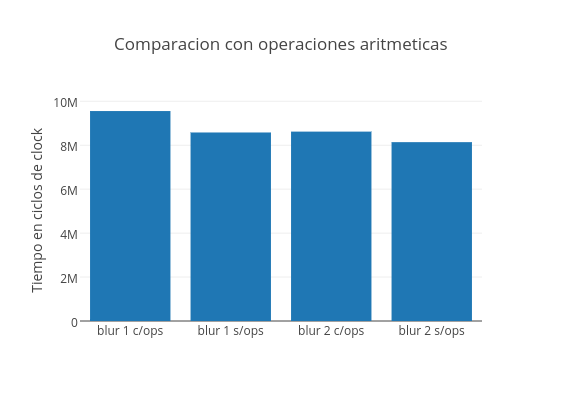 Comparacion con operaciones aritmeticas
Tiempo en ciclos de clock
10M
8M
6M
4M
2M
0
blur 1 c/ops
blur 1 s/ops
blur 2 c/ops
blur 2 s/ops